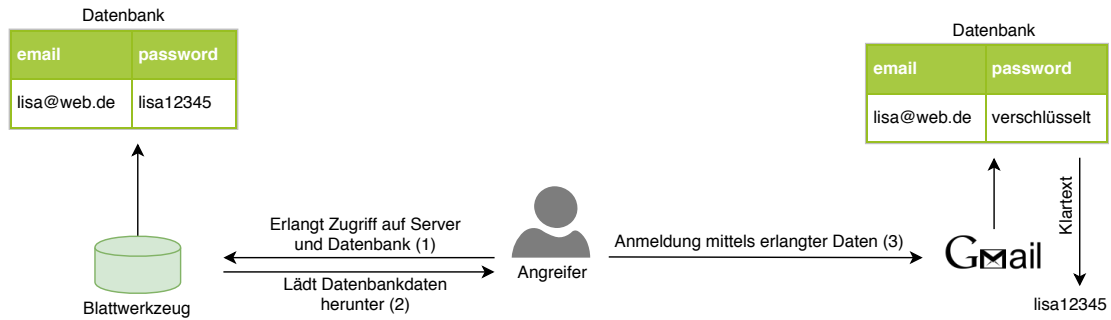 Datenbank
email password
lisa@web.de lisa12345
Blattwerkzeug
Erlangt Zugriff auf Server
und Datenbank (1)
Lädt Datenbankdaten
herunter (2)
Angreifer
Anmeldung mittels erlangter Daten (3)
Datenbank
email password
lisa@web.de verschlüsselt
Gmail
Klartext
lisa12345